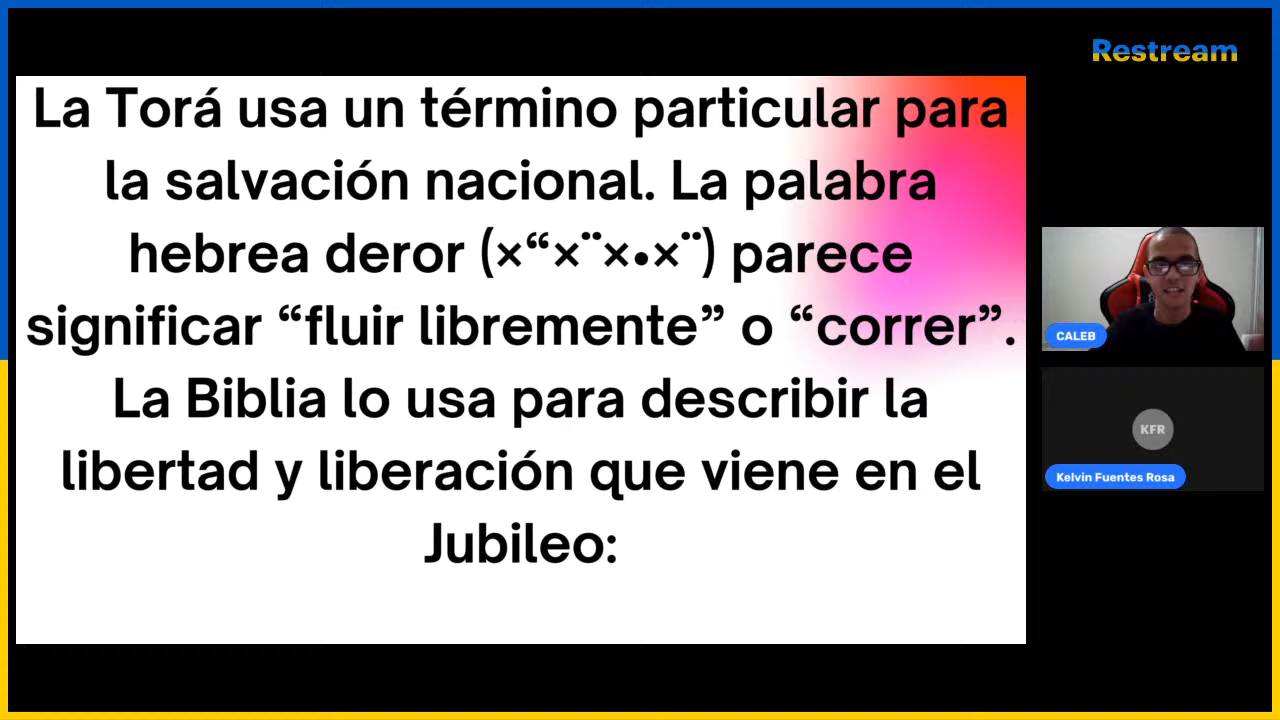 Restream
La Torá usa un término particular para
la salvación nacional. La palabra
hebrea deror (×“×¨×•×¨) parece
significar “fluir libremente” o “correr”.
La Biblia lo usa para describir la
libertad y liberación que viene en el
Jubileo:
CALEB
KFR
Kelvin Fuentes Rosa